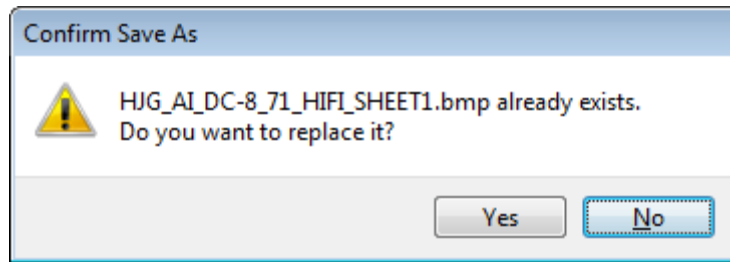 Confirm Save As
HJG_AI_DC-8_71_HIFI_SHEET1.bmp already exists.
Do you want to replace it?
Yes
No